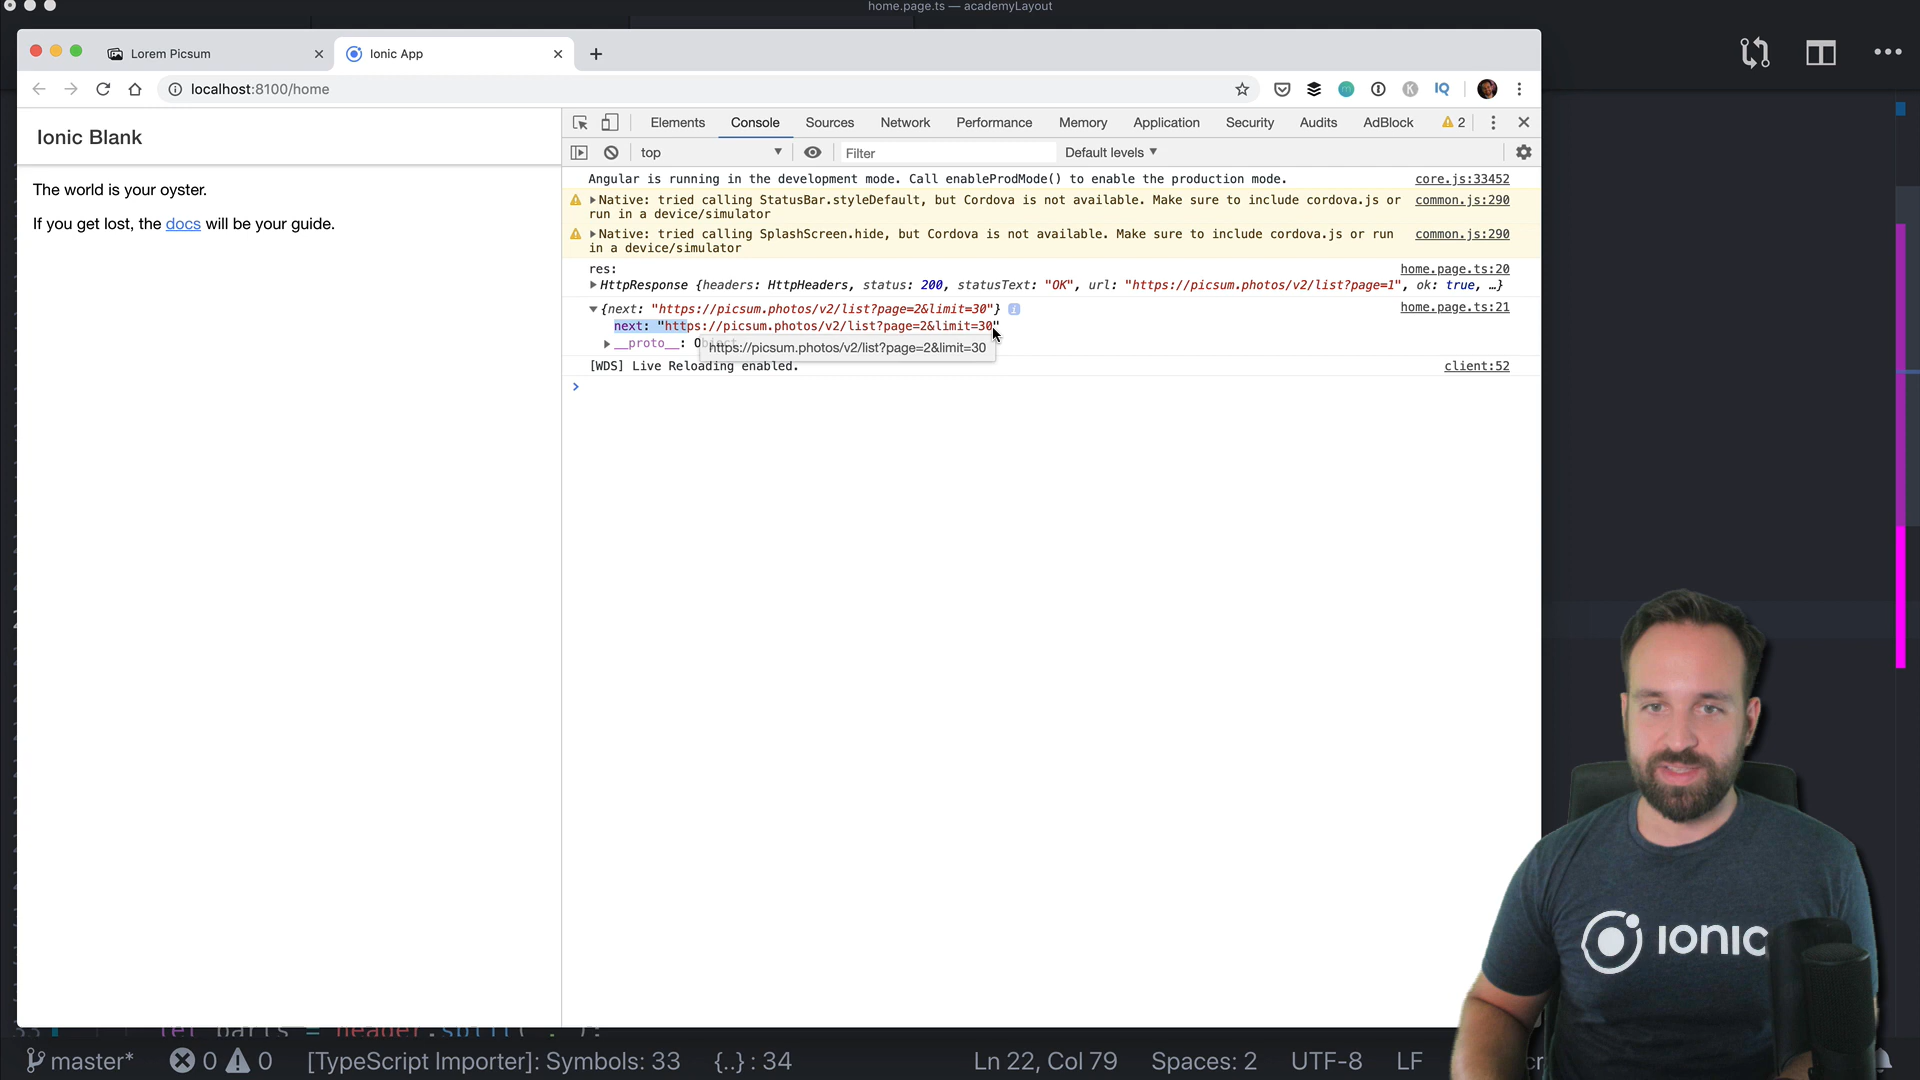 home.page.ts — academyLayout
Lorem Picsum
Ionic App
localhost:8100/home
K
IQ
Ionic Blank
The world is your oyster.
If you get lost, the docs will be your guide.
Elements Console Sources Network Performance Memory Application Security Audits AdBlock 2
top
Filter
Default levels
Angular is running in the development mode. Call enableProdMode() to enable the production mode. core.js:33452
Native: tried calling StatusBar.styleDefault, but Cordova is not available. Make sure to include cordova.js or common.js:290
run in a device/simulator
Native: tried calling SplashScreen.hide, but Cordova is not available. Make sure to include cordova.js or run common.js:290
in a device/simulator
res: home.page.ts:20
HttpResponse {headers: HttpHeaders, status: 200, statusText: "OK", url: "https://picsum.photos/v2/list?page=1", ok: true, …}
{next: "https://picsum.photos/v2/list?page=2&limit=30"} i home.page.ts:21
next: "https://picsum.photos/v2/list?page=2&limit=30"
__proto__: O
https://picsum.photos/v2/list?page=2&limit=30
[WDS] Live Reloading enabled. client:52
>
ionic
master* 0 0 [TypeScript Importer]: Symbols: 33 {..} : 34 Ln 22, Col 79 Spaces: 2 UTF-8 LF